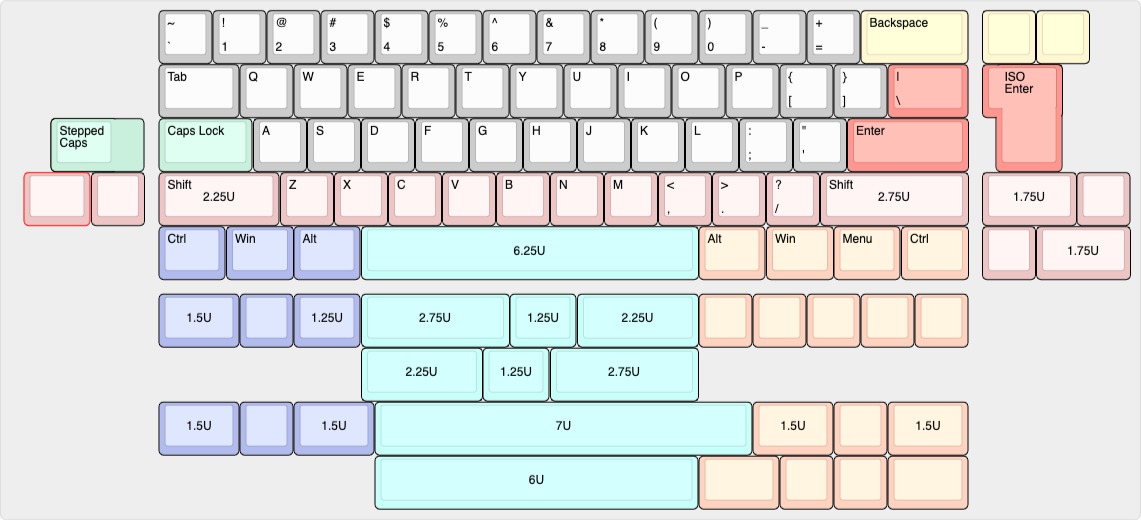 ~ ! @ # $ % ^ & * ( ) _ + Backspace
` 1 2 3 4 5 6 7 8 9 0 - =
Tab Q W E R T Y U I O P { } | ISO
Enter
[ ] \
Stepped
Caps
Caps Lock A S D F G H J K L : " Enter
; '
Shift 2.25U Z X C V B N M < > ? Shift 2.75U 1.75U
, . /
Ctrl Win Alt 6.25U Alt Win Menu Ctrl 1.75U
1.5U 1.25U 2.75U 1.25U 2.25U
2.25U 1.25U 2.75U
1.5U 1.5U 7U 1.5U 1.5U
6U